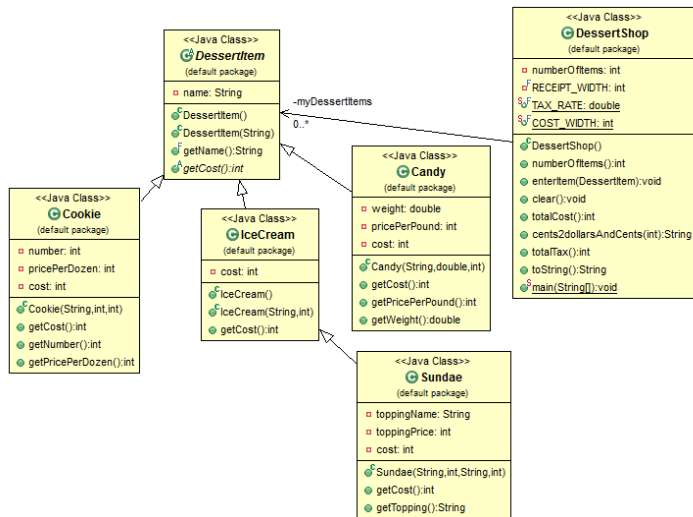 <<Java Class>>
DessertItem
(default package)
name: String
DessertItem()
DessertItem(String)
getName():String
getCost():int
-myDessertItems
0..*
<<Java Class>>
DessertShop
(default package)
numberOfItems: int
RECEIPT_WIDTH: int
TAX_RATE: double
COST_WIDTH: int
DessertShop()
numberOfItems():int
enterItem(DessertItem):void
clear():void
totalCost():int
cents2dollarsAndCents(int):String
totalTax():int
toString():String
main(String[]):void
<<Java Class>>
Candy
(default package)
weight: double
pricePerPound: int
cost: int
Candy(String,double,int)
getCost():int
getPricePerPound():int
getWeight():double
<<Java Class>>
Cookie
(default package)
number: int
pricePerDozen: int
cost: int
Cookie(String,int,int)
getCost():int
getNumber():int
getPricePerDozen():int
<<Java Class>>
IceCream
(default package)
cost: int
IceCream()
IceCream(String,int)
getCost():int
<<Java Class>>
Sundae
(default package)
toppingName: String
toppingPrice: int
cost: int
Sundae(String,int,String,int)
getCost():int
getTopping():String